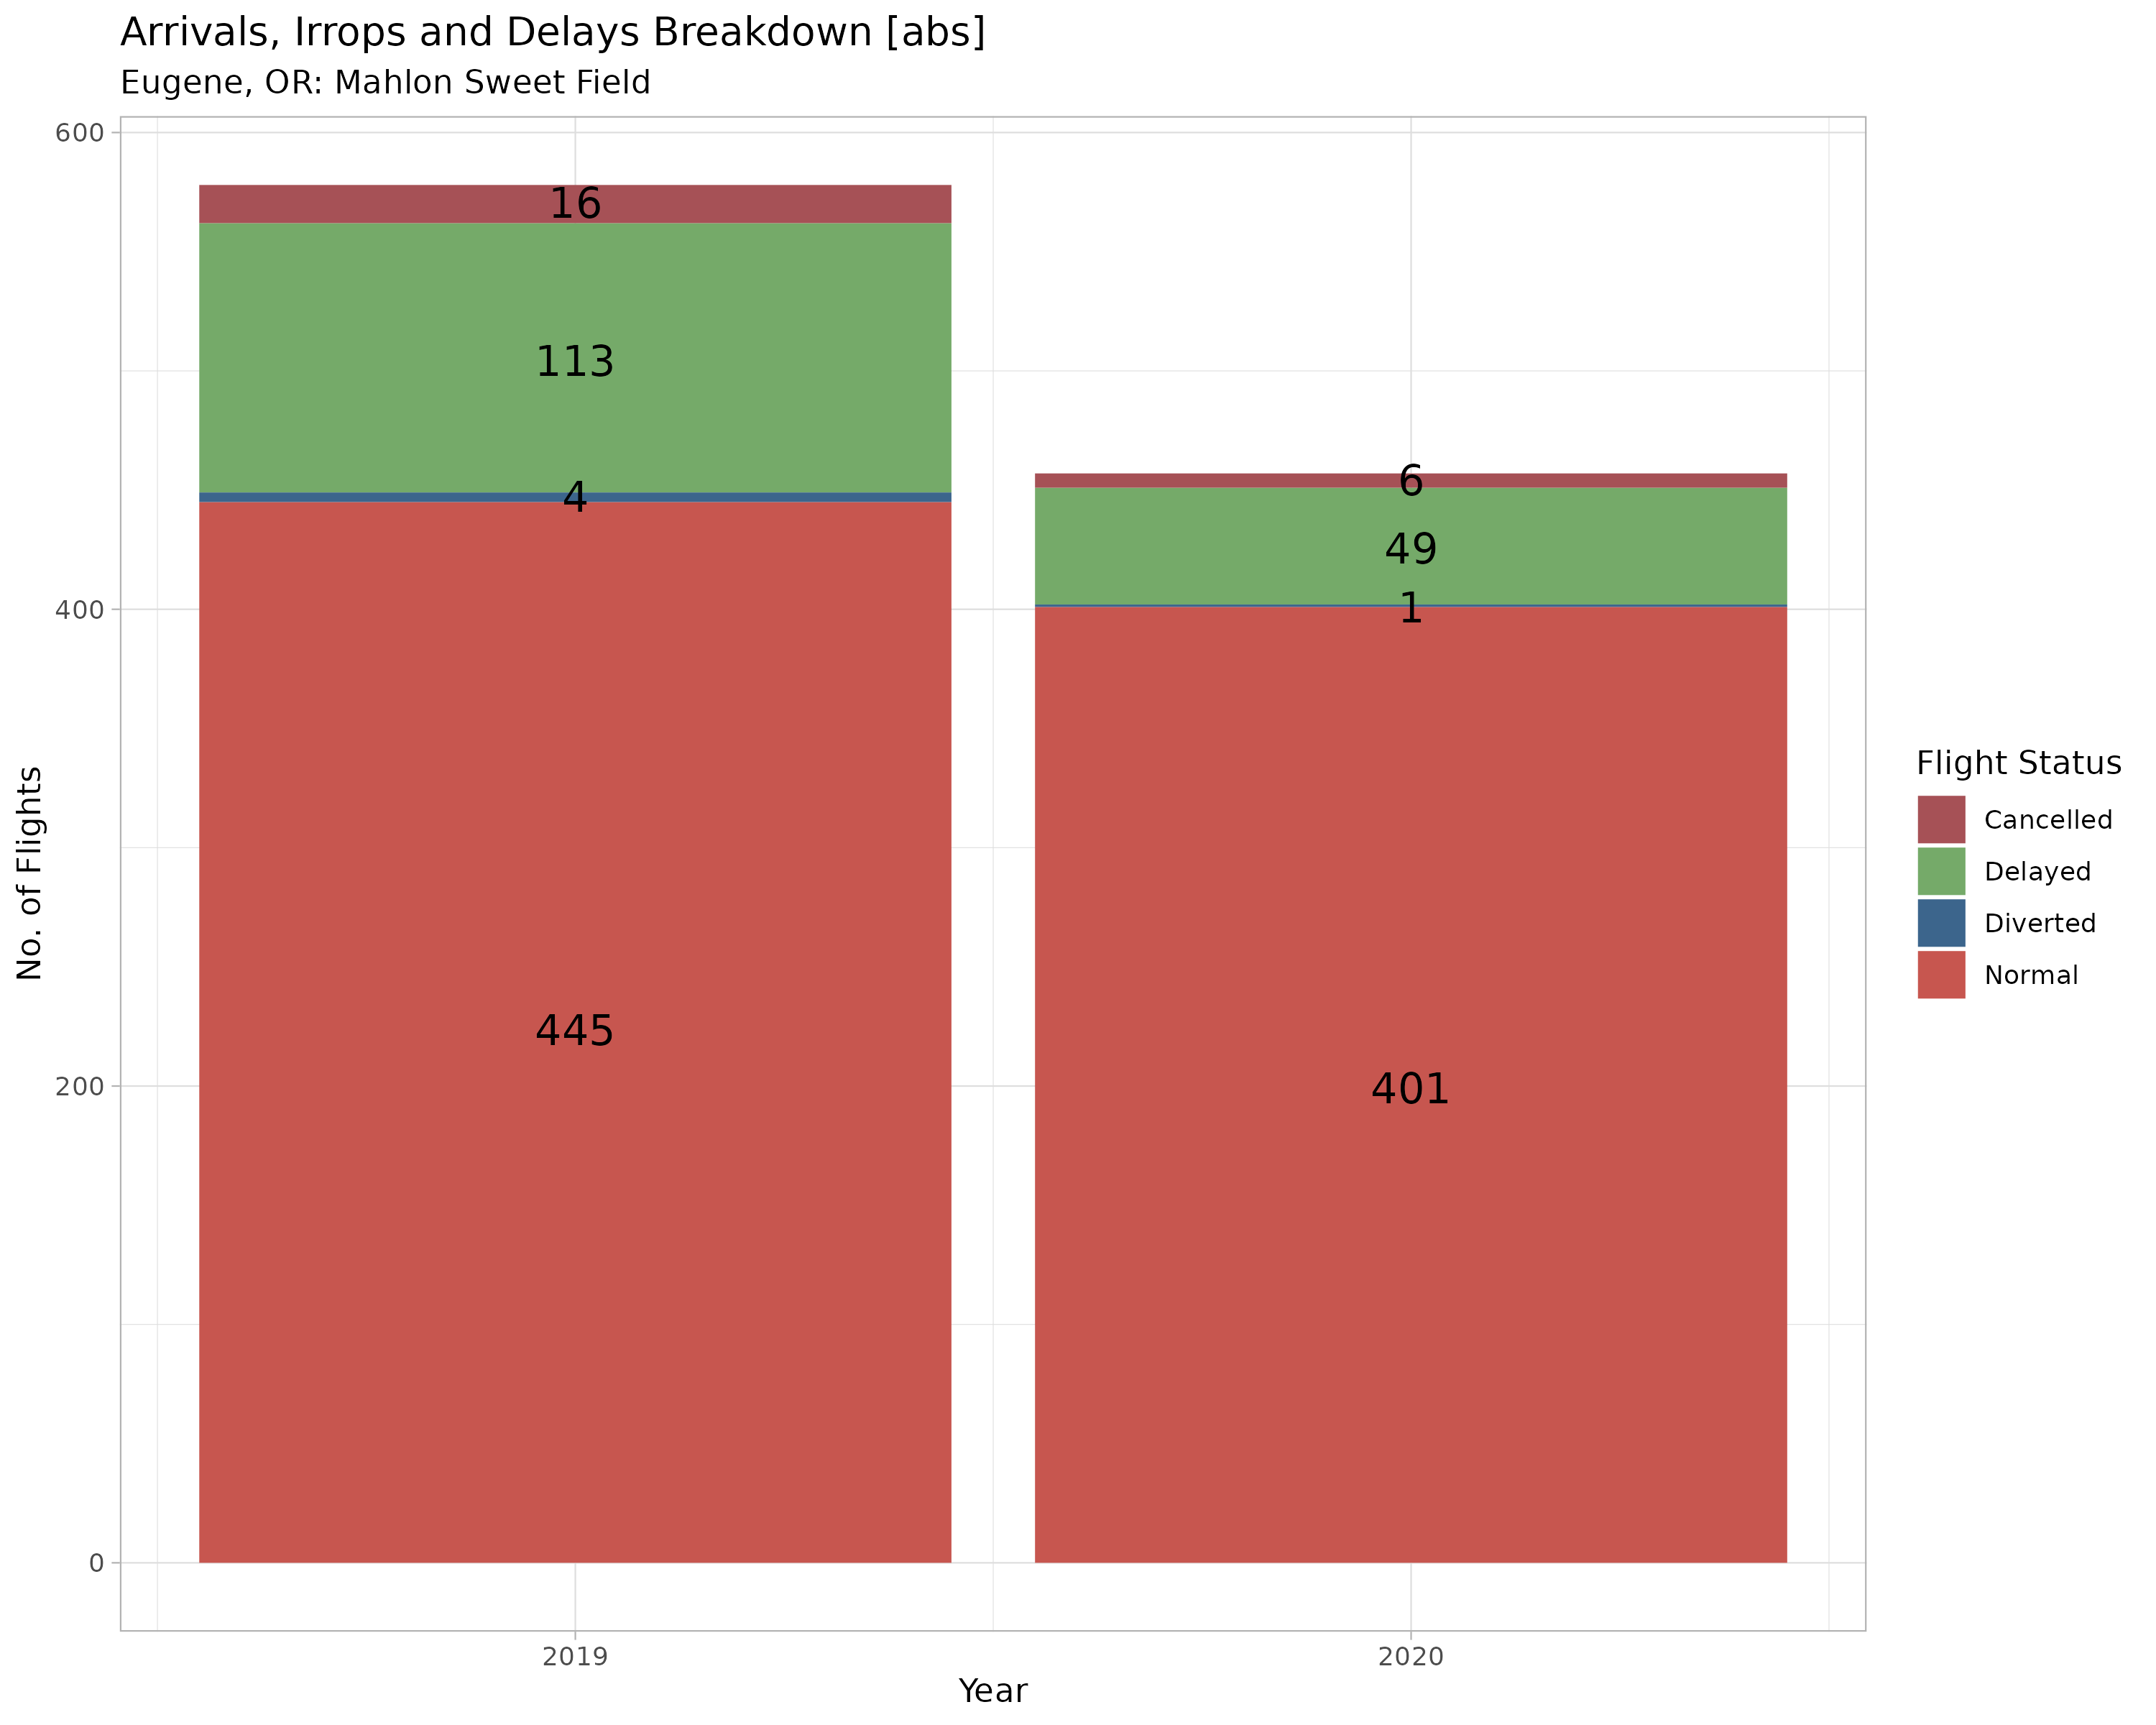 Arrivals, Irrops and Delays Breakdown [abs]
Eugene, OR: Mahlon Sweet Field
600
400
200
0
No. of Flights
16
113
4
445
6
49
1
401
2019
2020
Year
Flight Status
Cancelled
Delayed
Diverted
Normal